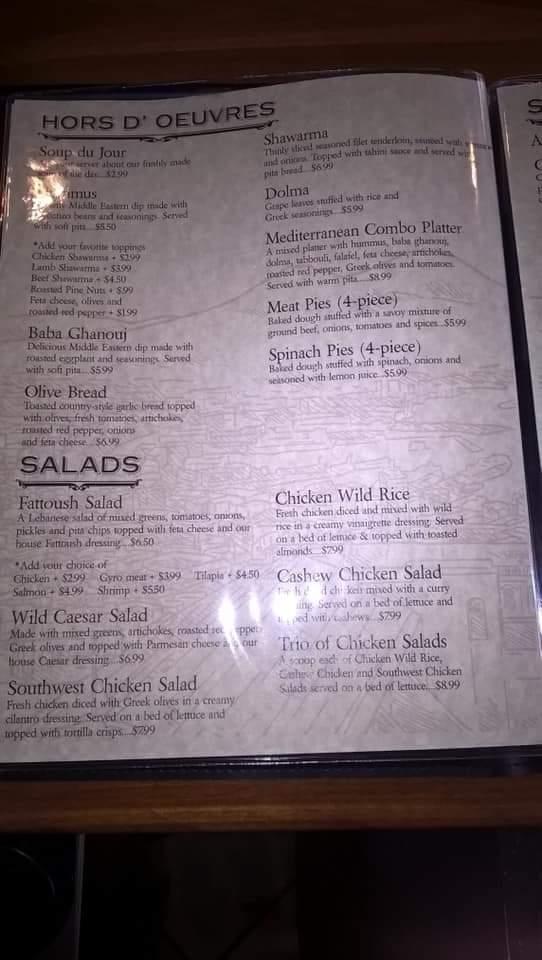 HORS D' OEUVRES
Soup du Jour
your server about our freshly made
of the day....$2.99
Middle Eastern dip made with
beans and seasonings. Served
with soft pits....$5.50
*Add your favorite toppings
Chicken Shawarma + $2.99
Lamb Shawarma + $3.99
Beef Shawarma + $4.50
Roasted Pine Nuts + $.99
Feta cheese, olives and
roasted red pepper + $1.99
Baba Ghanouj
Delicious Middle Eastern dip made with
roasted eggplant and seasonings. Served
with soft pita....$5.99
Olive Bread
Toasted country-style garlic bread topped
with olives, fresh tomatoes, artichokes,
roasted red pepper, onions
and feta cheese....$6.99
Shawarma
Thinly sliced seasoned filet tenderloin, sauteed with
and onions. Topped with tahini sauce and served
pita bread....$6.99
Dolma
Grape leaves stuffed with rice and
Greek seasonings....$5.99
Mediterranean Combo Platter
A mixed platter with hummus, baba ghanouj,
dolma, tabbouli, falafel, feta cheese, artichokes,
roasted red pepper, Greek olives and tomatoes.
Served with warm pita.....$8.99
Meat Pies (4-piece)
Baked dough stuffed with a savoy mixture of
ground beef, onions, tomatoes and spices...$5.99
Spinach Pies (4-piece)
Baked dough stuffed with spinach, onions and
seasoned with lemon juice...$5.99
SALADS
Fattoush Salad
A Lebanese salad of mixed greens, tomatoes, onions,
pickles and pita chips topped with feta cheese and our
house Fattoush dressing....$6.50
*Add your choice of
Chicken + $2.99 Gyro meat + $3.99 Tilapia + $4.50
Salmon + $4.99 Shrimp + $5.50
Wild Caesar Salad
Made with mixed greens, artichokes, roasted red pepper,
Greek olives and topped with Parmesan cheese our
house Caesar dressing....$6.99
Southwest Chicken Salad
Fresh chicken diced with Greek olives in a creamy
cilantro dressing. Served on a bed of lettuce and
topped with tortilla crisps....$7.99
Chicken Wild Rice
Fresh chicken diced and mixed with wild
rice in a creamy vinaigrette dressing. Served
on a bed of lettuce & topped with toasted
almonds....$7.99
Cashew Chicken Salad
chicken mixed with a curry
Served on a bed of lettuce and
topped with cashews....$7.99
Trio of Chicken Salads
A scoop each of Chicken Wild Rice,
Cashew Chicken and Southwest Chicken
Salads served on a bed of lettuce....$8.99